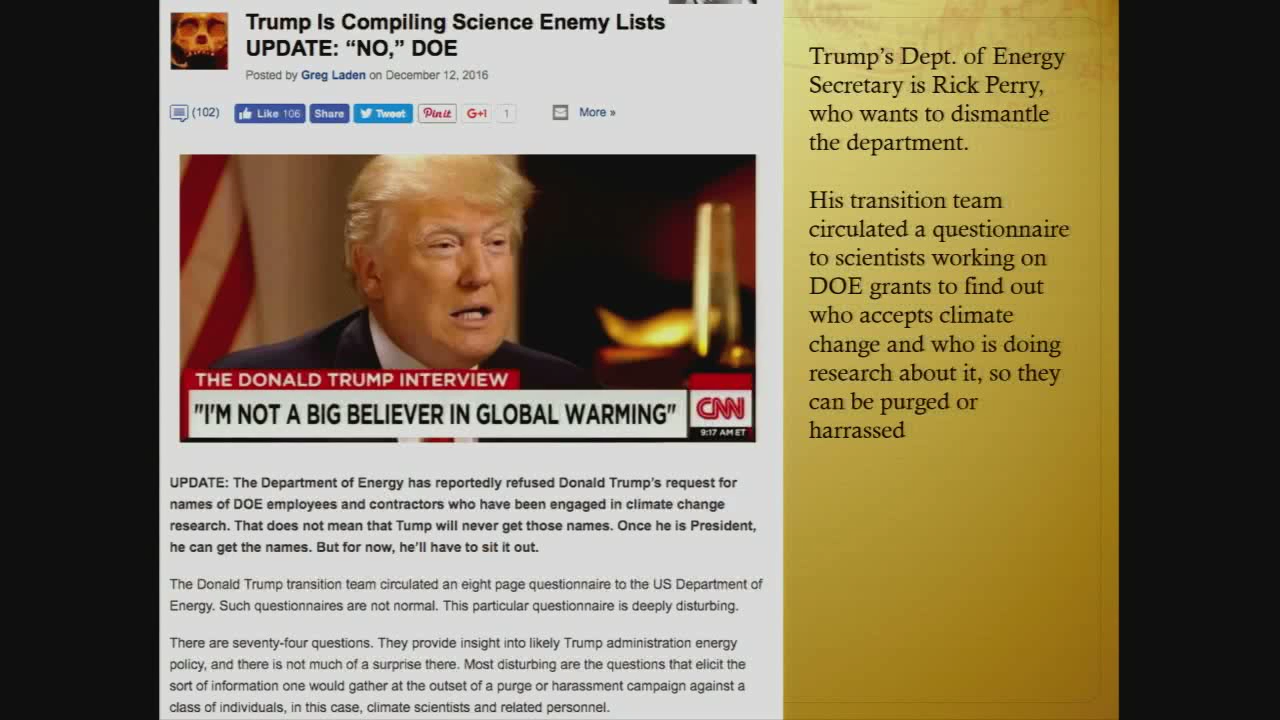 Trump Is Compiling Science Enemy Lists
UPDATE: “NO,” DOE
Posted by Greg Laden on December 12, 2016
(102)
Like 106
Share
Tweet
Pinit
G+1
1
More »
THE DONALD TRUMP INTERVIEW
"I'M NOT A BIG BELIEVER IN GLOBAL WARMING"
CNN
9:17 AM ET
UPDATE: The Department of Energy has reportedly refused Donald Trump’s request for
names of DOE employees and contractors who have been engaged in climate change
research. That does not mean that Tump will never get those names. Once he is President,
he can get the names. But for now, he’ll have to sit it out.
The Donald Trump transition team circulated an eight page questionnaire to the US Department of
Energy. Such questionnaires are not normal. This particular questionnaire is deeply disturbing.
There are seventy-four questions. They provide insight into likely Trump administration energy
policy, and there is not much of a surprise there. Most disturbing are the questions that elicit the
sort of information one would gather at the outset of a purge or harassment campaign against a
class of individuals, in this case, climate scientists and related personnel.
Trump’s Dept. of Energy
Secretary is Rick Perry,
who wants to dismantle
the department.
His transition team
circulated a questionnaire
to scientists working on
DOE grants to find out
who accepts climate
change and who is doing
research about it, so they
can be purged or
harrassed